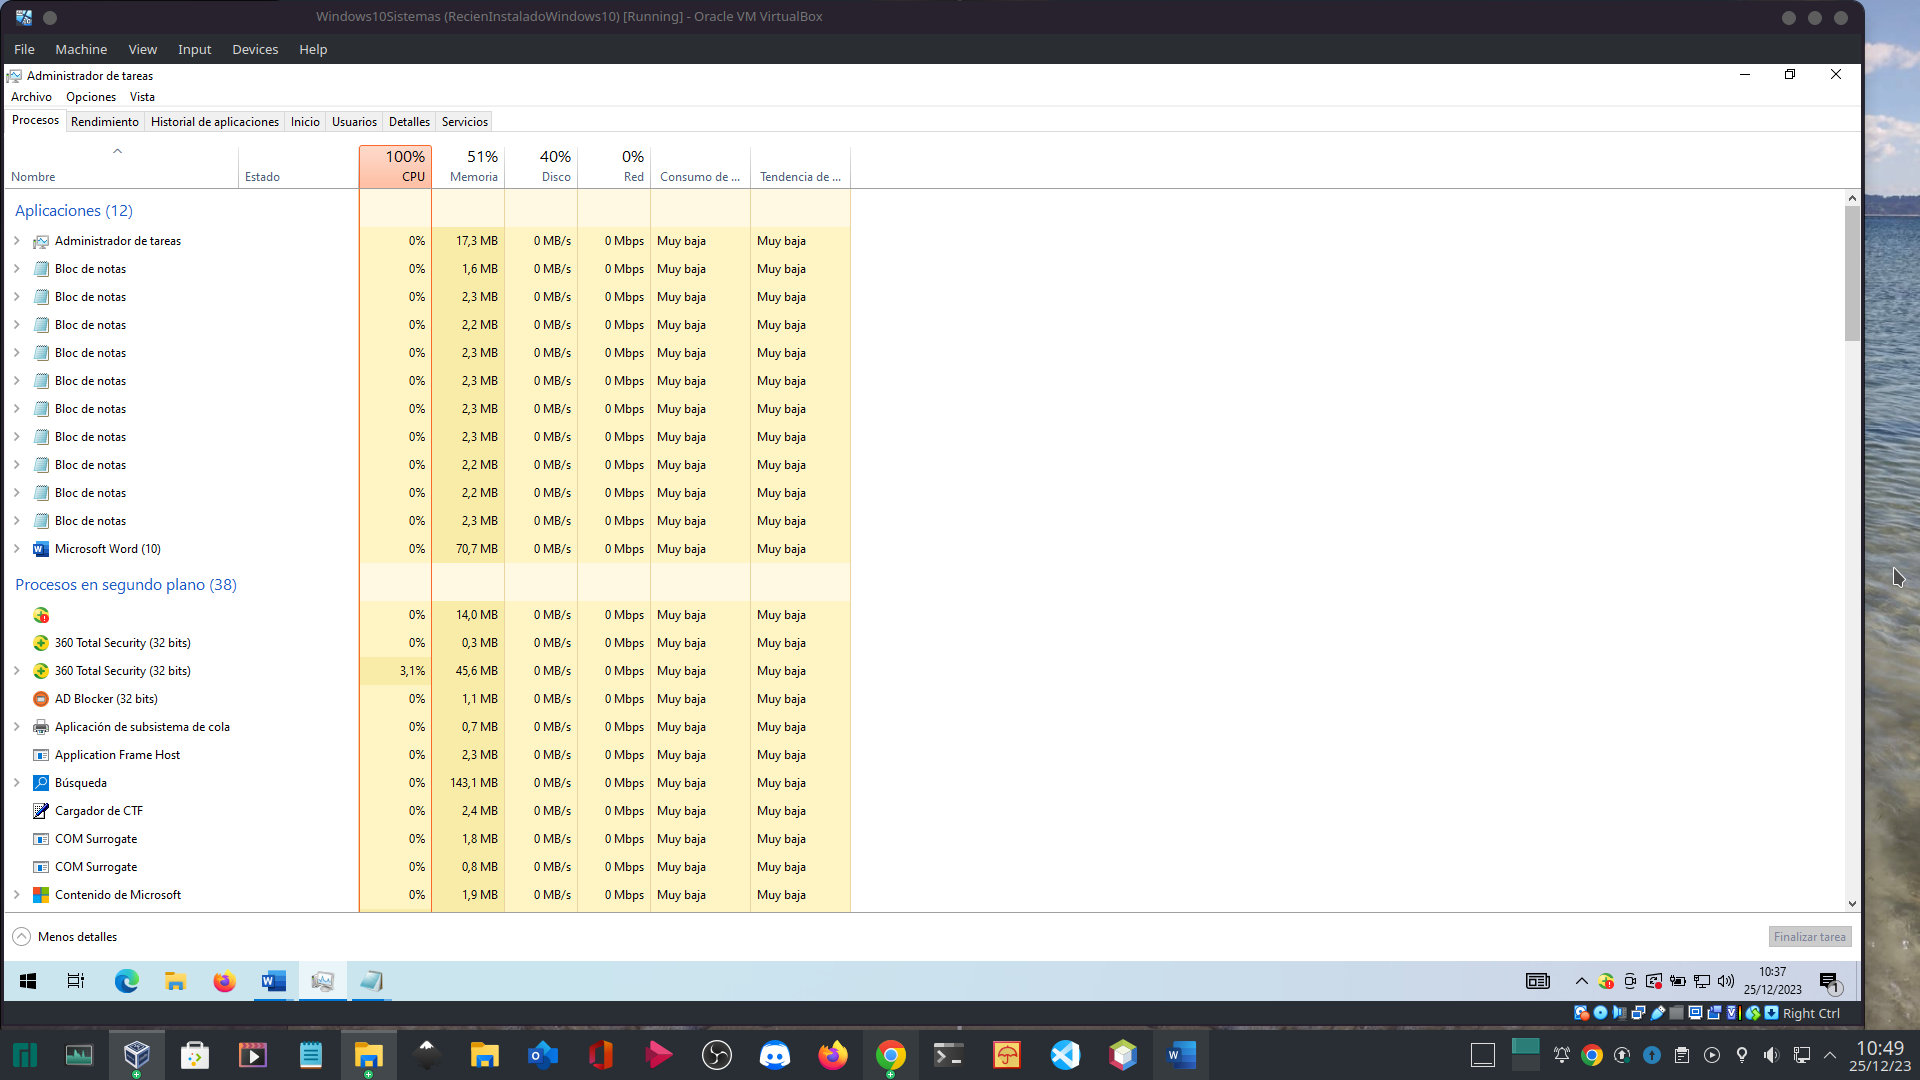 Windows10Sistemas (RecienInstaladoWindows10) [Running] - Oracle VM VirtualBox
File Machine View Input Devices Help
Administrador de tareas
Archivo Opciones Vista
Procesos Rendimiento Historial de aplicaciones Inicio Usuarios Detalles Servicios
100% 51% 40% 0%
Nombre Estado CPU Memoria Disco Red Consumo de ... Tendencia de ...
Aplicaciones (12)
Administrador de tareas 0% 17,3 MB 0 MB/s 0 Mbps Muy baja Muy baja
Bloc de notas 0% 1,6 MB 0 MB/s 0 Mbps Muy baja Muy baja
Bloc de notas 0% 2,3 MB 0 MB/s 0 Mbps Muy baja Muy baja
Bloc de notas 0% 2,2 MB 0 MB/s 0 Mbps Muy baja Muy baja
Bloc de notas 0% 2,3 MB 0 MB/s 0 Mbps Muy baja Muy baja
Bloc de notas 0% 2,3 MB 0 MB/s 0 Mbps Muy baja Muy baja
Bloc de notas 0% 2,3 MB 0 MB/s 0 Mbps Muy baja Muy baja
Bloc de notas 0% 2,3 MB 0 MB/s 0 Mbps Muy baja Muy baja
Bloc de notas 0% 2,2 MB 0 MB/s 0 Mbps Muy baja Muy baja
Bloc de notas 0% 2,2 MB 0 MB/s 0 Mbps Muy baja Muy baja
Bloc de notas 0% 2,3 MB 0 MB/s 0 Mbps Muy baja Muy baja
Microsoft Word (10) 0% 70,7 MB 0 MB/s 0 Mbps Muy baja Muy baja
Procesos en segundo plano (38)
0% 14,0 MB 0 MB/s 0 Mbps Muy baja Muy baja
360 Total Security (32 bits) 0% 0,3 MB 0 MB/s 0 Mbps Muy baja Muy baja
360 Total Security (32 bits) 3,1% 45,6 MB 0 MB/s 0 Mbps Muy baja Muy baja
AD Blocker (32 bits) 0% 1,1 MB 0 MB/s 0 Mbps Muy baja Muy baja
Aplicación de subsistema de cola 0% 0,7 MB 0 MB/s 0 Mbps Muy baja Muy baja
Application Frame Host 0% 2,3 MB 0 MB/s 0 Mbps Muy baja Muy baja
Búsqueda 0% 143,1 MB 0 MB/s 0 Mbps Muy baja Muy baja
Cargador de CTF 0% 2,4 MB 0 MB/s 0 Mbps Muy baja Muy baja
COM Surrogate 0% 1,8 MB 0 MB/s 0 Mbps Muy baja Muy baja
COM Surrogate 0% 0,8 MB 0 MB/s 0 Mbps Muy baja Muy baja
Contenido de Microsoft 0% 1,9 MB 0 MB/s 0 Mbps Muy baja Muy baja
Menos detalles Finalizar tarea
10:37
25/12/2023
1
Right Ctrl
10:49
25/12/23